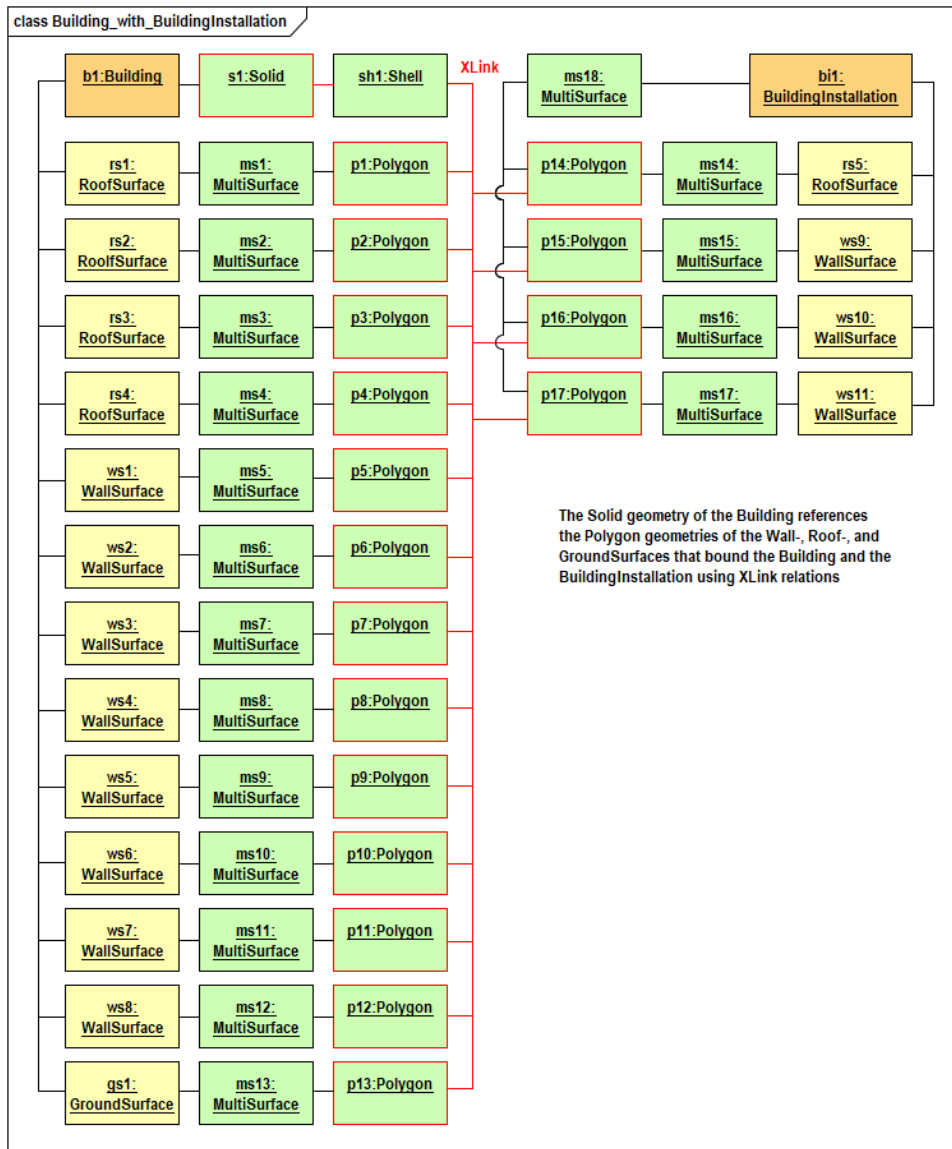 class Building_with_BuildingInstallation
b1:Building
s1:Solid
sh1:Shell
XLink
ms18:
MultiSurface
bi1:
BuildingInstallation
rs1:
RoofSurface
ms1:
MultiSurface
p1:Polygon
p14:Polygon
ms14:
MultiSurface
rs5:
RoofSurface
rs2:
RoolfSurface
ms2:
MultiSurface
p2:Polygon
p15:Polygon
ms15:
MultiSurface
ws9:
WallSurface
rs3:
RoofSurface
ms3:
MultiSurface
p3:Polygon
p16:Polygon
ms16:
MultiSurface
ws10:
WallSurface
rs4:
RoofSurface
ms4:
MultiSurface
p4:Polygon
p17:Polygon
ms17:
MultiSurface
ws11:
WallSurface
ws1:
WallSurface
ms5:
MultiSurface
p5:Polygon
The Solid geometry of the Building references
the Polygon geometries of the Wall-, Roof-, and
GroundSurfaces that bound the Building and the
BuildingInstallation using XLink relations
ws2:
WallSurface
ms6:
MultiSurface
p6:Polygon
ws3:
WallSurface
ms7:
MultiSurface
p7:Polygon
ws4:
WallSurface
ms8:
MultiSurface
p8:Polygon
ws5:
WallSurface
ms9:
MultiSurface
p9:Polygon
ws6:
WallSurface
ms10:
MultiSurface
p10:Polygon
ws7:
WallSurface
ms11:
MultiSurface
p11:Polygon
ws8:
WallSurface
ms12:
MultiSurface
p12:Polygon
gs1:
GroundSurface
ms13:
MultiSurface
p13:Polygon